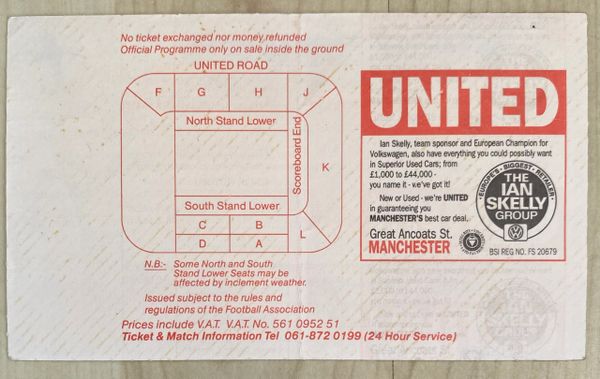 No ticket exchanged nor money refunded
Official Programme only on sale inside the ground
UNITED ROAD
F G H J
North Stand Lower
Scoreboard End
K
South Stand Lower
C B
D A L
N.B:- Some North and South
Stand Lower Seats may be
affected by inclement weather.
Issued subject to the rules and
regulations of the Football Association
Prices include V.A.T. V.A.T. No. 561 0952 51
Ticket & Match Information Tel 061-872 0199 (24 Hour Service)
UNITED
Ian Skelly, team sponsor and European Champion for
Volkswagen, also have everything you could possibly want
in Superior Used Cars; from
£1,000 to £44,000 -
you name it - we've got it!
New or Used - we're UNITED
in guaranteeing you
MANCHESTER'S best car deal.
Great Ancoats St.
MANCHESTER
EUROPE'S BIGGEST RETAILER
THE
IAN
SKELLY
GROUP
BSI REG NO. FS 20679